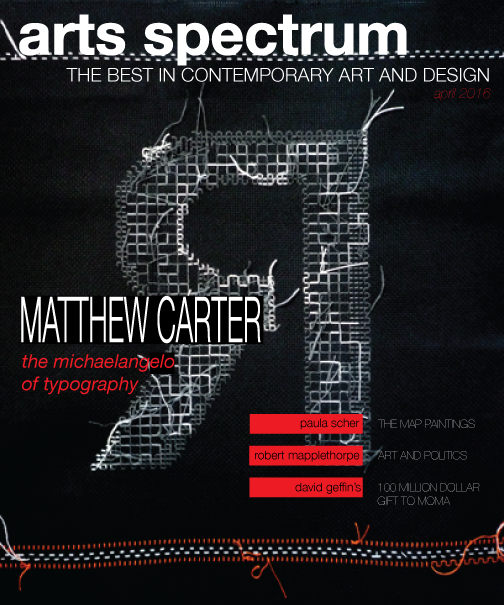 arts spectrum
THE BEST IN CONTEMPORARY ART AND DESIGN
april 2016
Я
MATTHEW CARTER
the michaelangelo
of typography
paula scher THE MAP PAINTINGS
robert mapplethorpe ART AND POLITICS
david geffin's 100 MILLION DOLLAR
GIFT TO MOMA